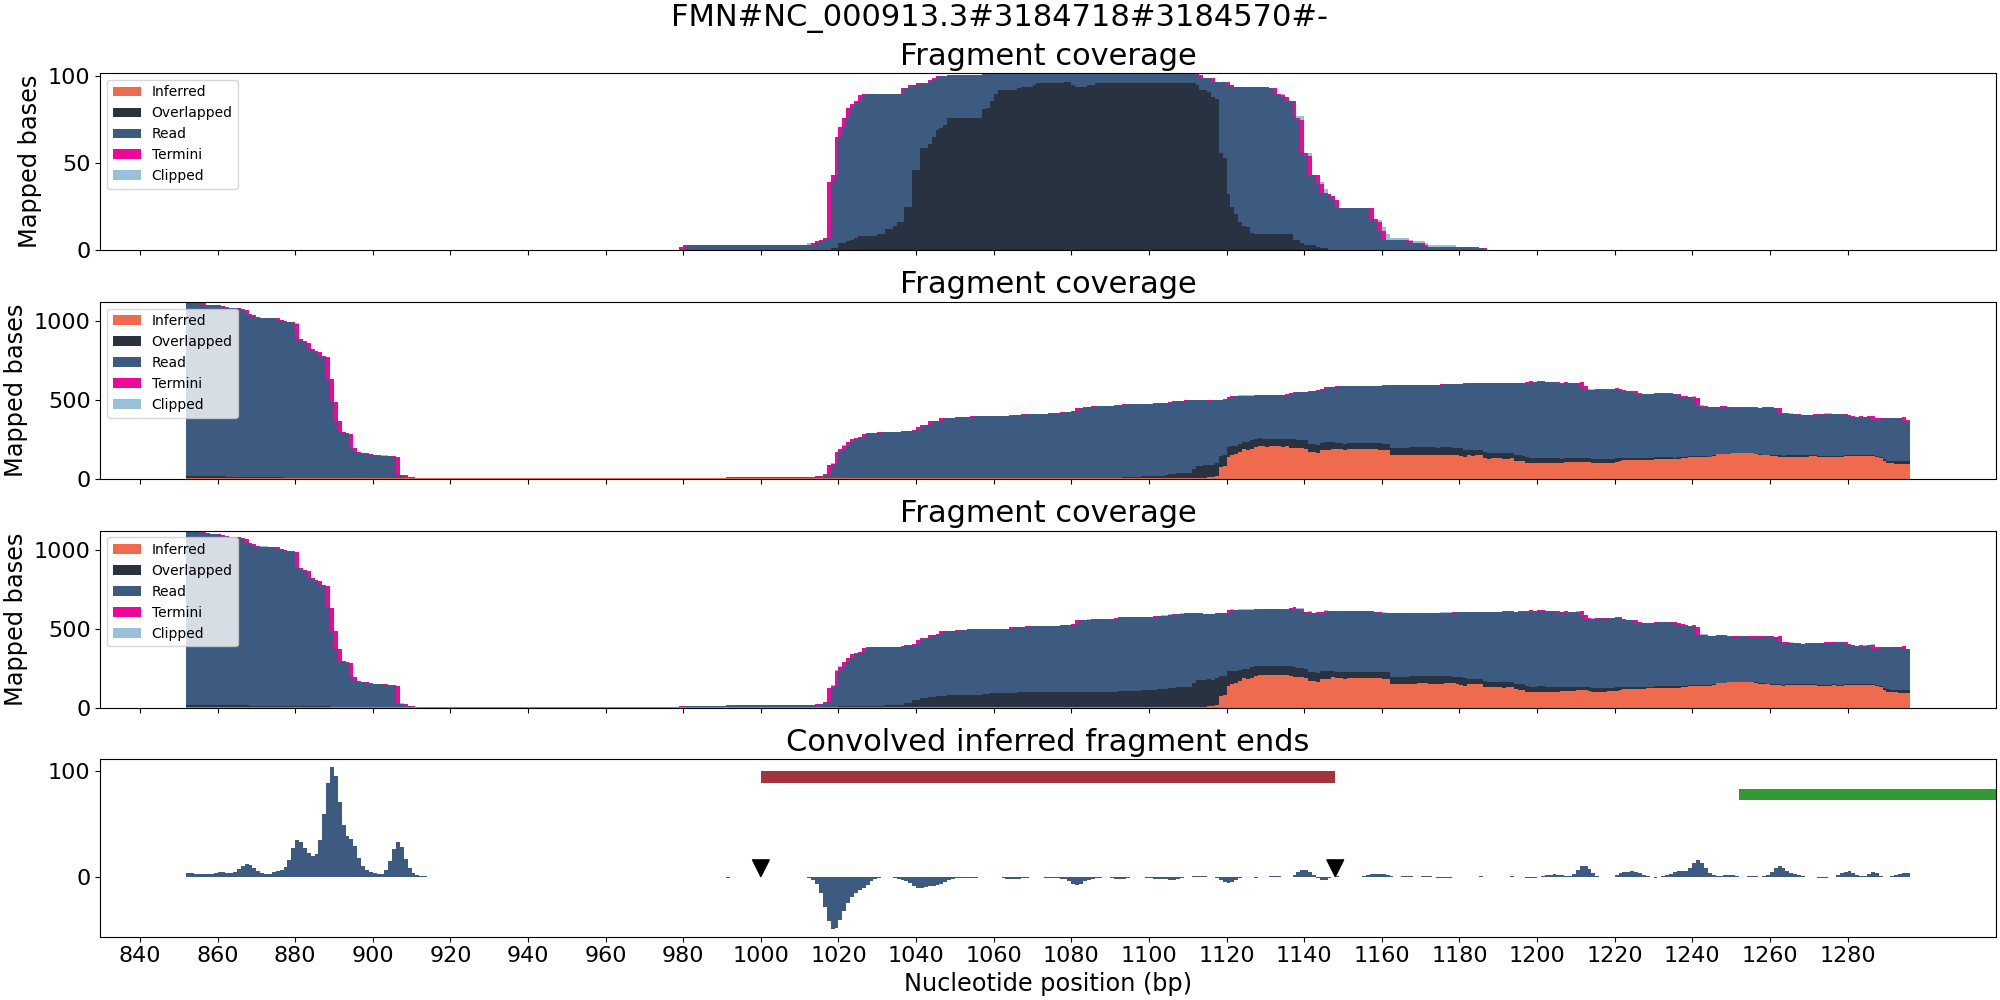 FMN#NC_000913.3#3184718#3184570#-
Fragment coverage
Mapped bases
100
50
0
Inferred
Overlapped
Read
Termini
Clipped
Fragment coverage
Mapped bases
1000
500
0
Inferred
Overlapped
Read
Termini
Clipped
Fragment coverage
Mapped bases
1000
500
0
Inferred
Overlapped
Read
Termini
Clipped
Convolved inferred fragment ends
100
0
840 860 880 900 920 940 960 980 1000 1020 1040 1060 1080 1100 1120 1140 1160 1180 1200 1220 1240 1260 1280
Nucleotide position (bp)